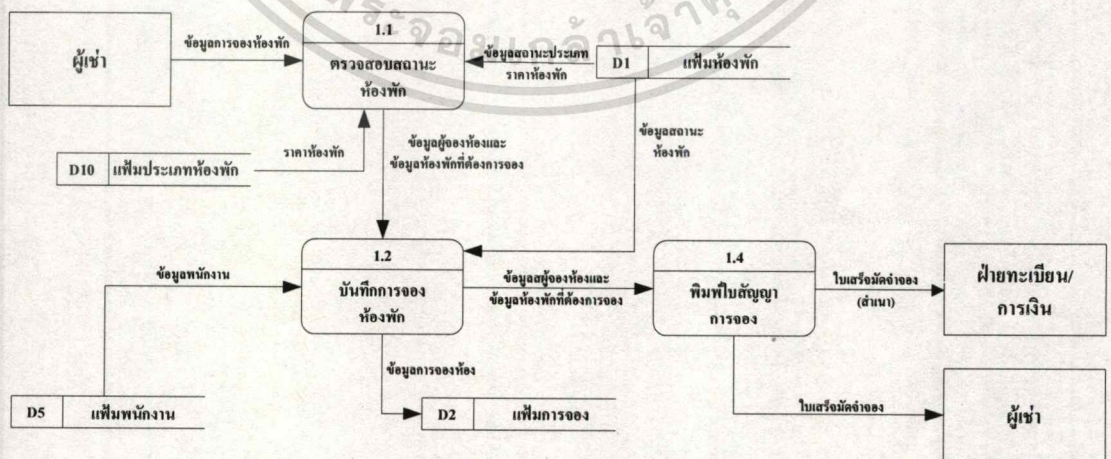 พระจอมเกล้าเจ้าคุ
ผู้เช่า
ข้อมูลการจองห้องพัก
1.1
ตรวจสอบสถานะ
ห้องพัก
ข้อมูลสถานะประเภท
ราคาห้องพัก
D1 แฟ้มห้องพัก
D10 แฟ้มประเภทห้องพัก
ราคาห้องพัก
ข้อมูลผู้จองห้องและ
ข้อมูลห้องพักที่ต้องการจอง
ข้อมูลสถานะ
ห้องพัก
ข้อมูลพนักงาน
1.2
บันทึกการจอง
ห้องพัก
ข้อมูลสผู้จองห้องและ
ข้อมูลห้องพักที่ต้องการจอง
1.4
พิมพ์ใบสัญญา
การจอง
ใบเสร็จมัดจำจอง
(สำเนา)
ฝ่ายทะเบียน/
การเงิน
ข้อมูลการจองห้อง
D5 แฟ้มพนักงาน
D2 แฟ้มการจอง
ใบเสร็จมัดจำจอง
ผู้เช่า